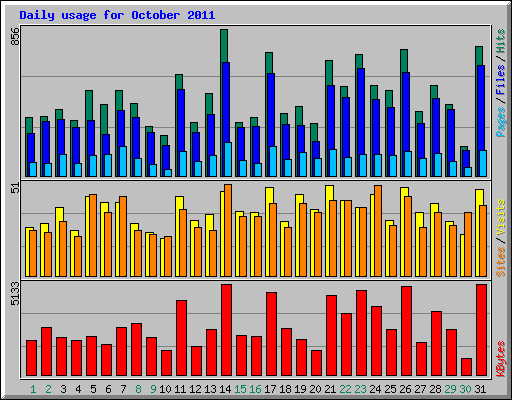 Daily usage for October 2011
856
Pages / Files / Hits
51
Sites / Visits
5133
KBytes
1 2 3 4 5 6 7 8 9 10 11 12 13 14 15 16 17 18 19 20 21 22 23 24 25 26 27 28 29 30 31